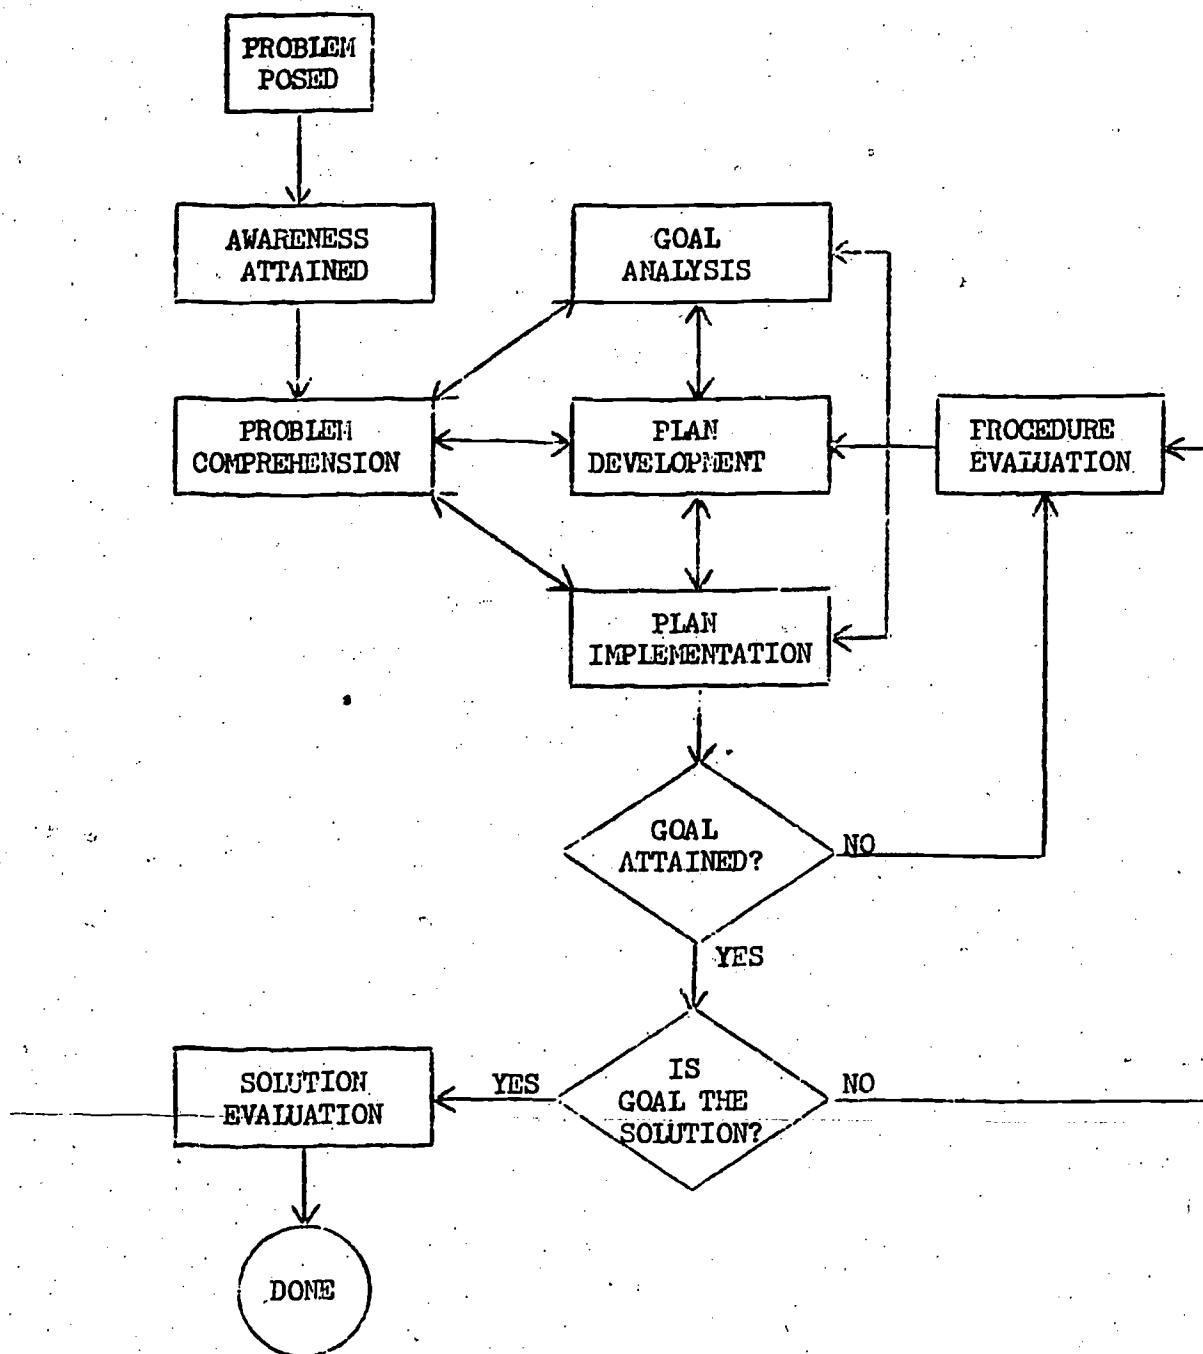 PROBLEM
POSED
AWARENESS
ATTAINED
GOAL
ANALYSIS
PROBLEM
COMPREHENSION
PLAN
DEVELOPMENT
PROCEDURE
EVALUATION
PLAN
IMPLEMENTATION
GOAL
ATTAINED?
NO
YES
IS
GOAL THE
SOLUTION?
NO
YES
SOLUTION
EVALUATION
DONE